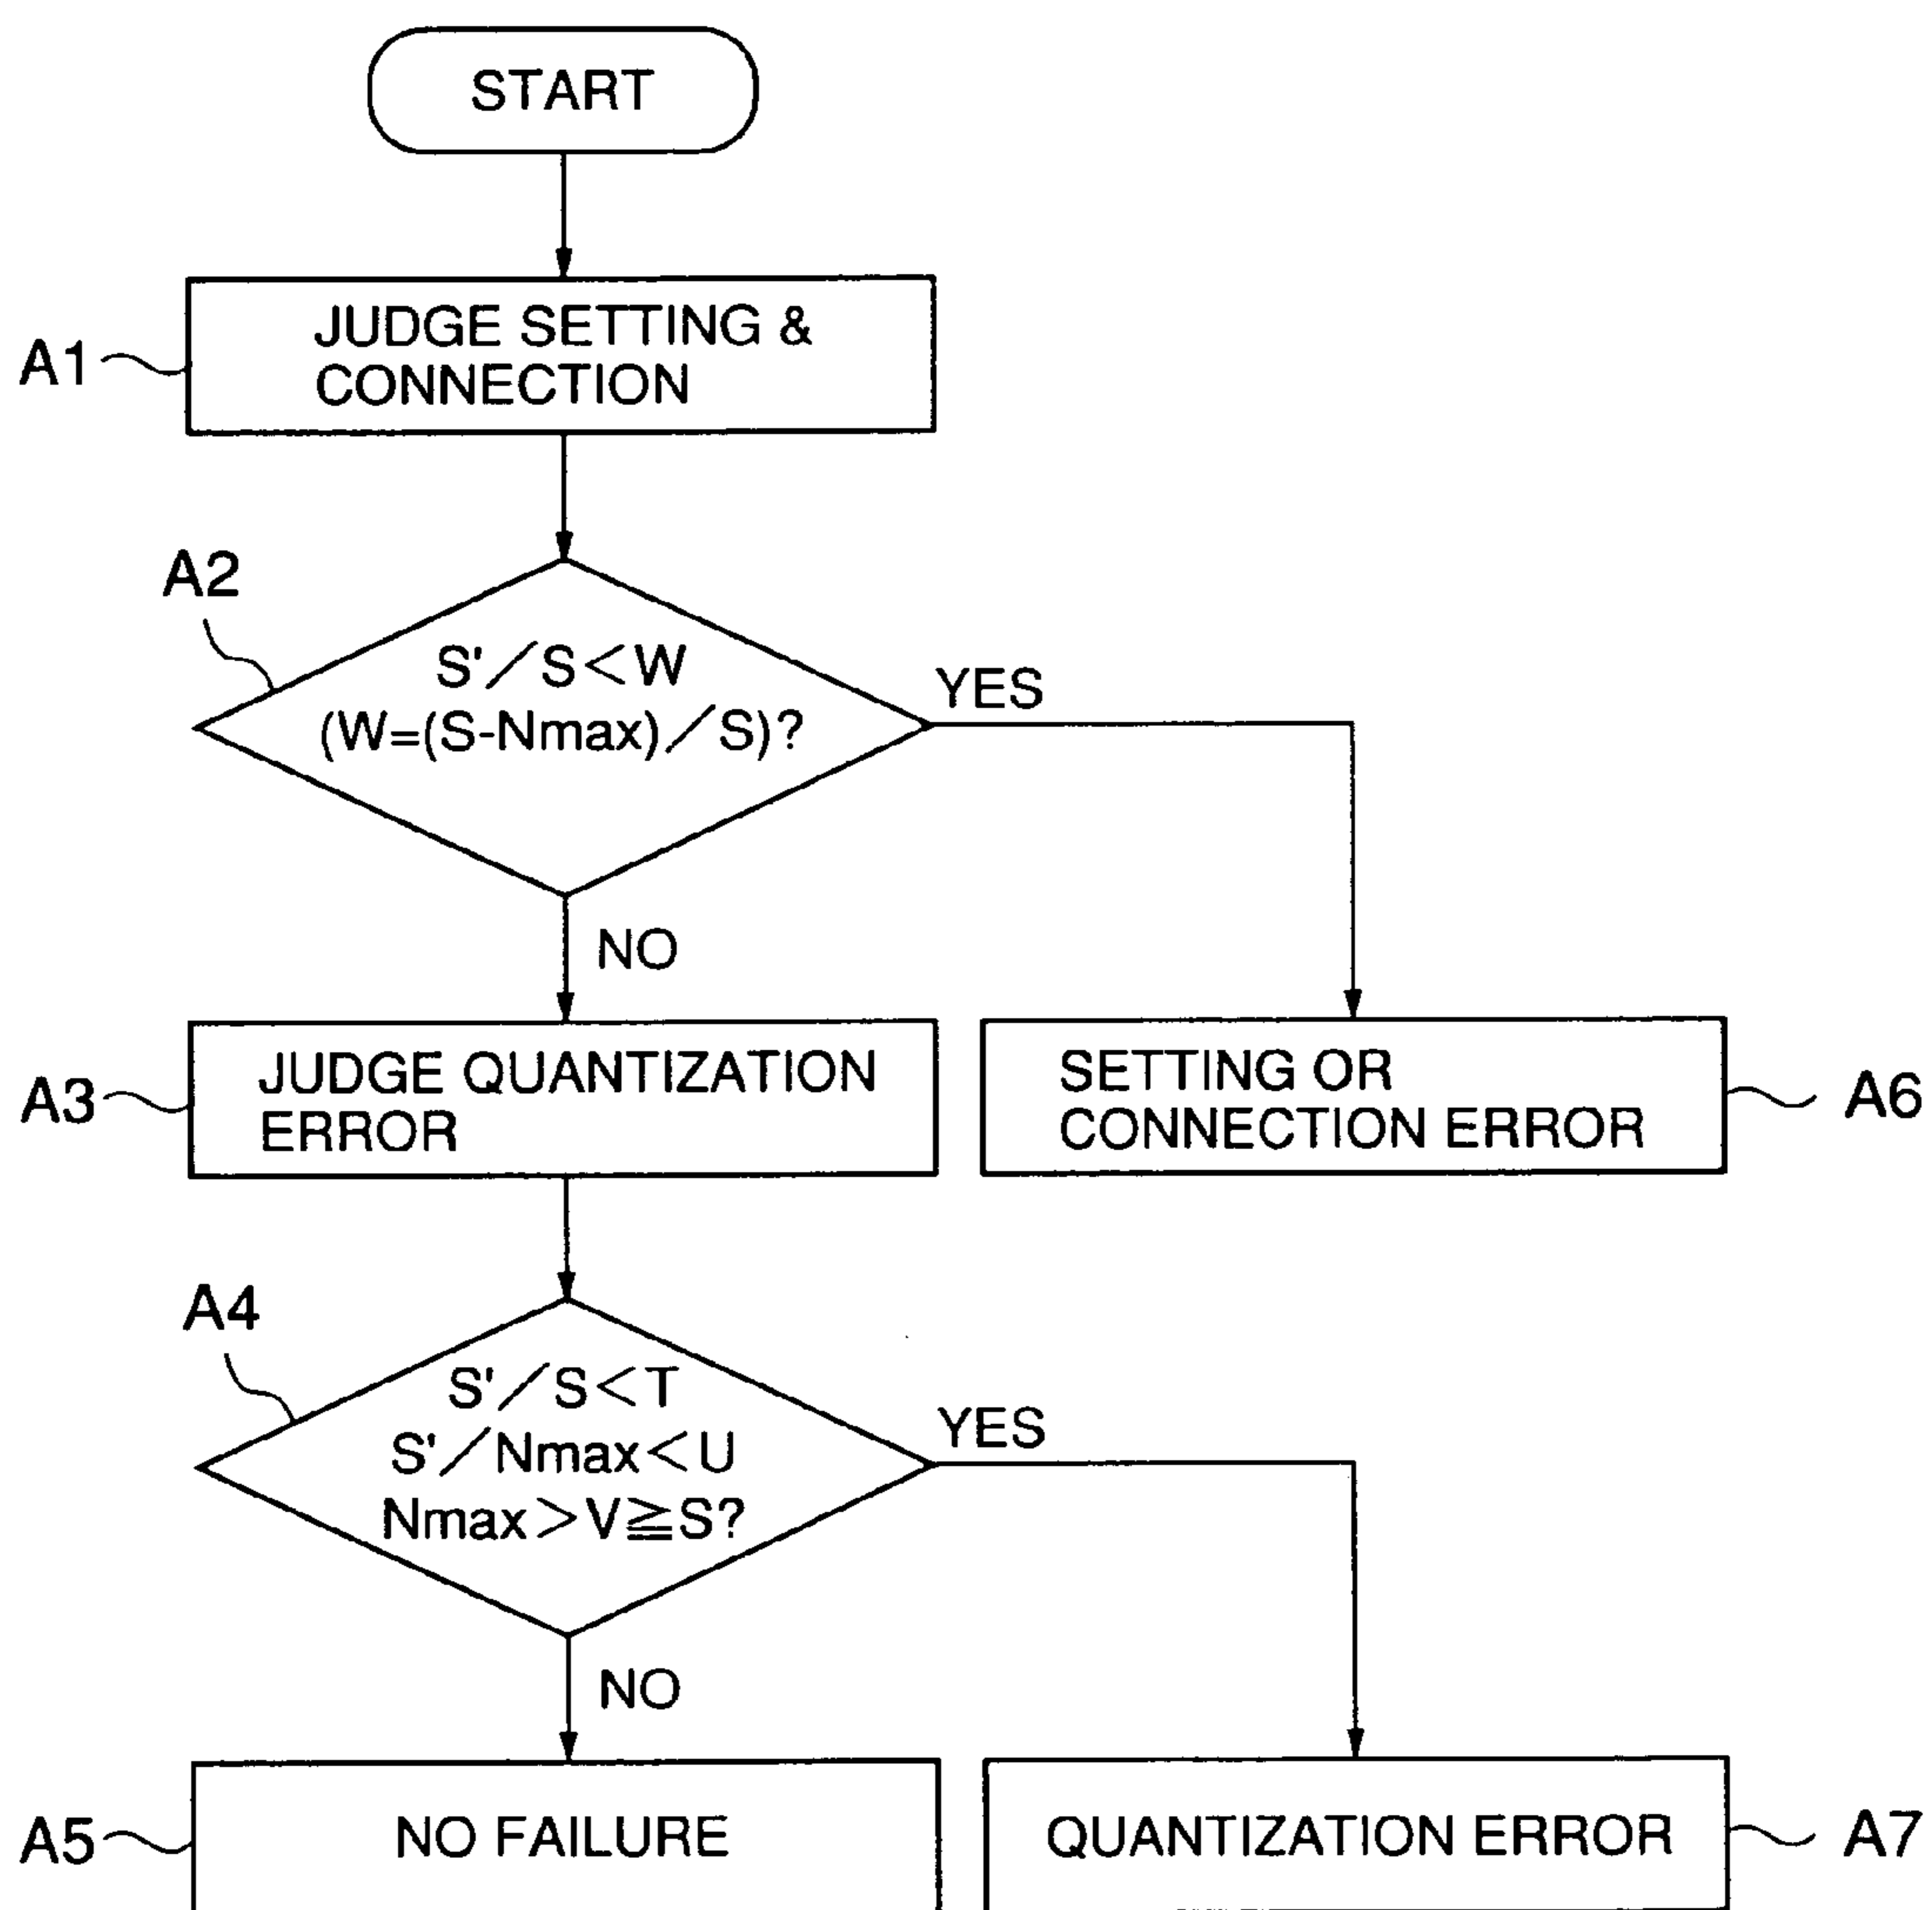 START
A1
JUDGE SETTING &
CONNECTION
A2
S'／S＜W
(W=(S-Nmax)／S)?
YES
NO
A3
JUDGE QUANTIZATION
ERROR
SETTING OR
CONNECTION ERROR
A6
A4
S'／S＜T
S'／Nmax＜U
Nmax＞V≧S?
YES
NO
A5
NO FAILURE
QUANTIZATION ERROR
A7